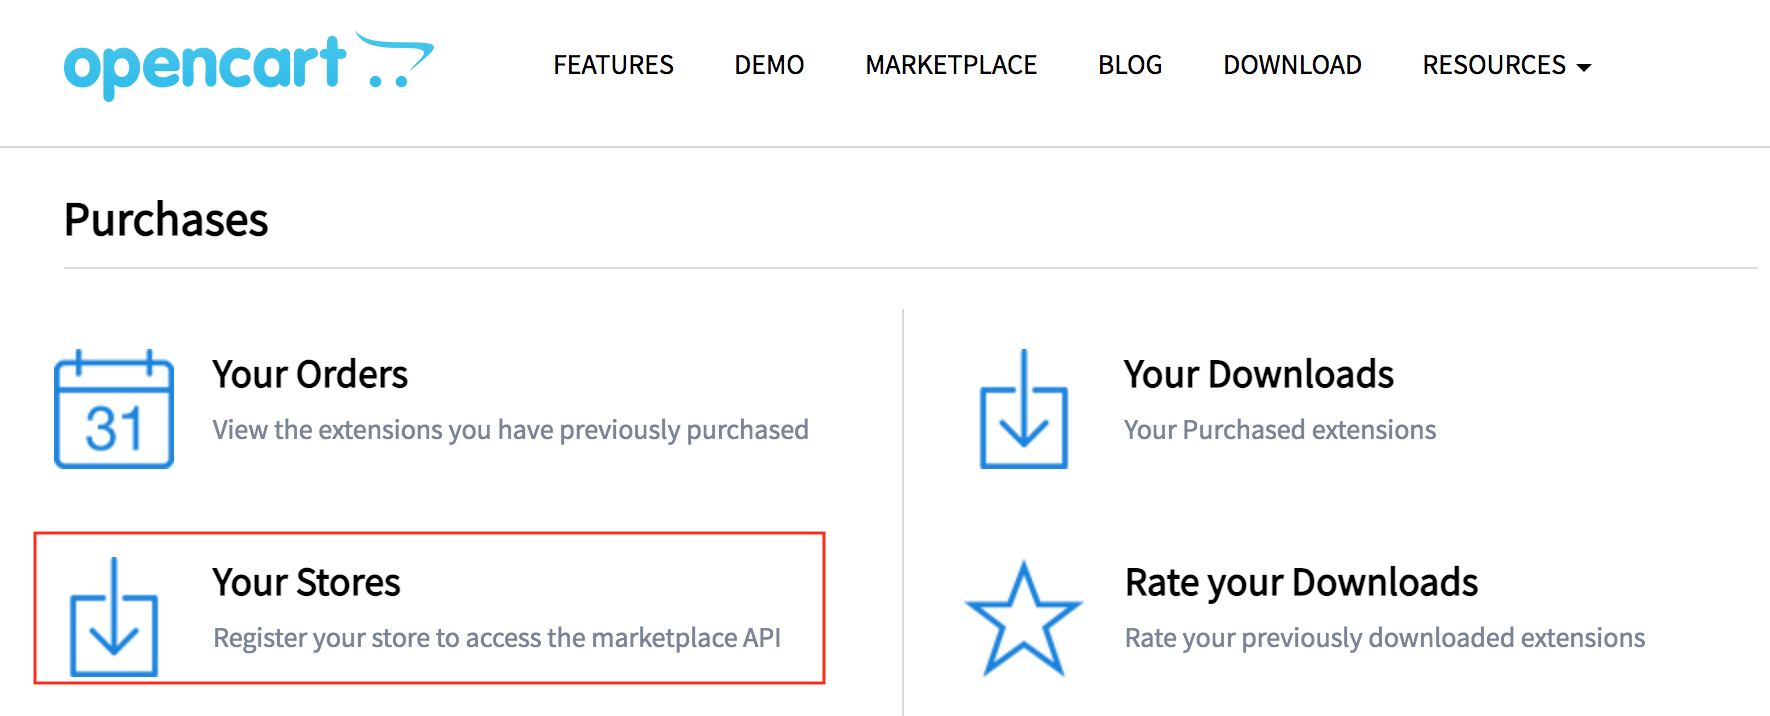 opencart
FEATURES DEMO MARKETPLACE BLOG DOWNLOAD RESOURCES
Purchases
31
Your Orders
View the extensions you have previously purchased
Your Downloads
Your Purchased extensions
Your Stores
Register your store to access the marketplace API
Rate your Downloads
Rate your previously downloaded extensions